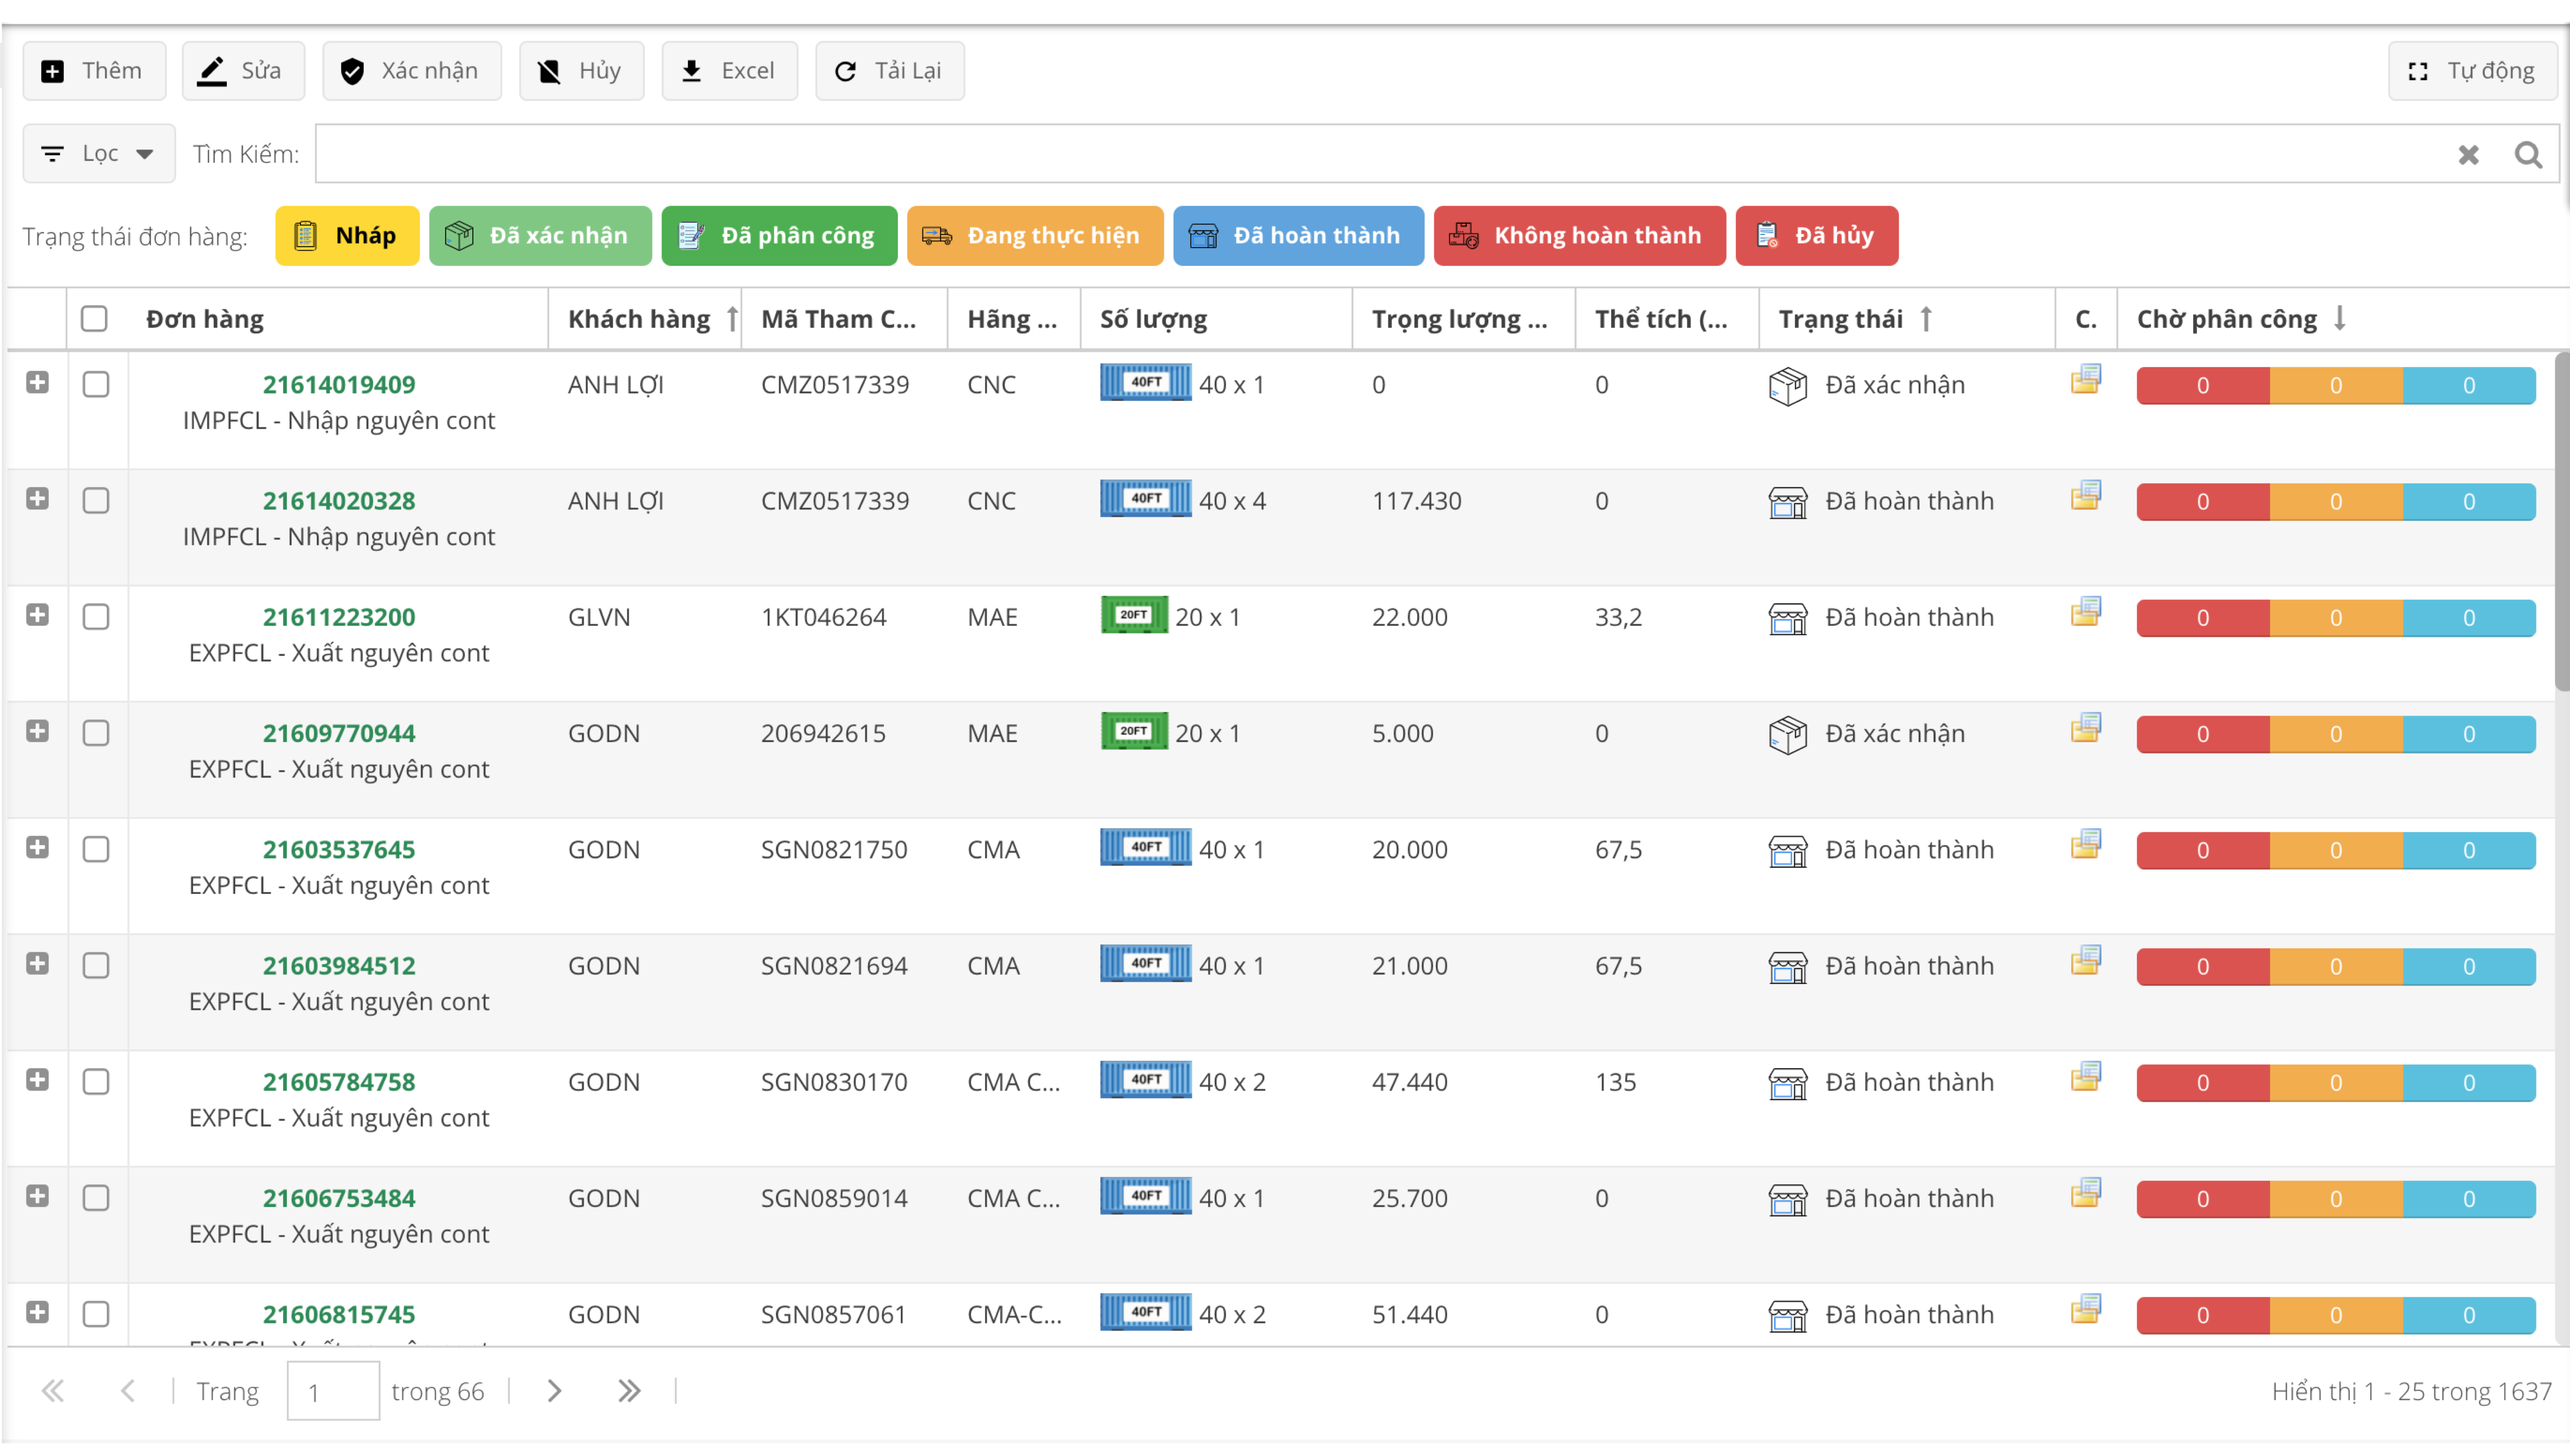 Thêm Sửa Xác nhận Hủy Excel Tải Lại Tự động
Lọc Tìm Kiếm:
Trạng thái đơn hàng: Nháp Đã xác nhận Đã phân công Đang thực hiện Đã hoàn thành Không hoàn thành Đã hủy
Đơn hàng Khách hàng Mã Tham C... Hãng ... Số lượng Trọng lượng ... Thể tích (... Trạng thái C. Chờ phân công
21614019409 ANH LỢI CMZ0517339 CNC 40FT 40 x 1 0 0 Đã xác nhận 0 0 0
IMPFCL - Nhập nguyên cont
21614020328 ANH LỢI CMZ0517339 CNC 40FT 40 x 4 117.430 0 Đã hoàn thành 0 0 0
IMPFCL - Nhập nguyên cont
21611223200 GLVN 1KT046264 MAE 20FT 20 x 1 22.000 33,2 Đã hoàn thành 0 0 0
EXPFCL - Xuất nguyên cont
21609770944 GODN 206942615 MAE 20FT 20 x 1 5.000 0 Đã xác nhận 0 0 0
EXPFCL - Xuất nguyên cont
21603537645 GODN SGN0821750 CMA 40FT 40 x 1 20.000 67,5 Đã hoàn thành 0 0 0
EXPFCL - Xuất nguyên cont
21603984512 GODN SGN0821694 CMA 40FT 40 x 1 21.000 67,5 Đã hoàn thành 0 0 0
EXPFCL - Xuất nguyên cont
21605784758 GODN SGN0830170 CMA C... 40FT 40 x 2 47.440 135 Đã hoàn thành 0 0 0
EXPFCL - Xuất nguyên cont
21606753484 GODN SGN0859014 CMA C... 40FT 40 x 1 25.700 0 Đã hoàn thành 0 0 0
EXPFCL - Xuất nguyên cont
21606815745 GODN SGN0857061 CMA-C... 40FT 40 x 2 51.440 0 Đã hoàn thành 0 0 0
Trang 1 trong 66 Hiển thị 1 - 25 trong 1637